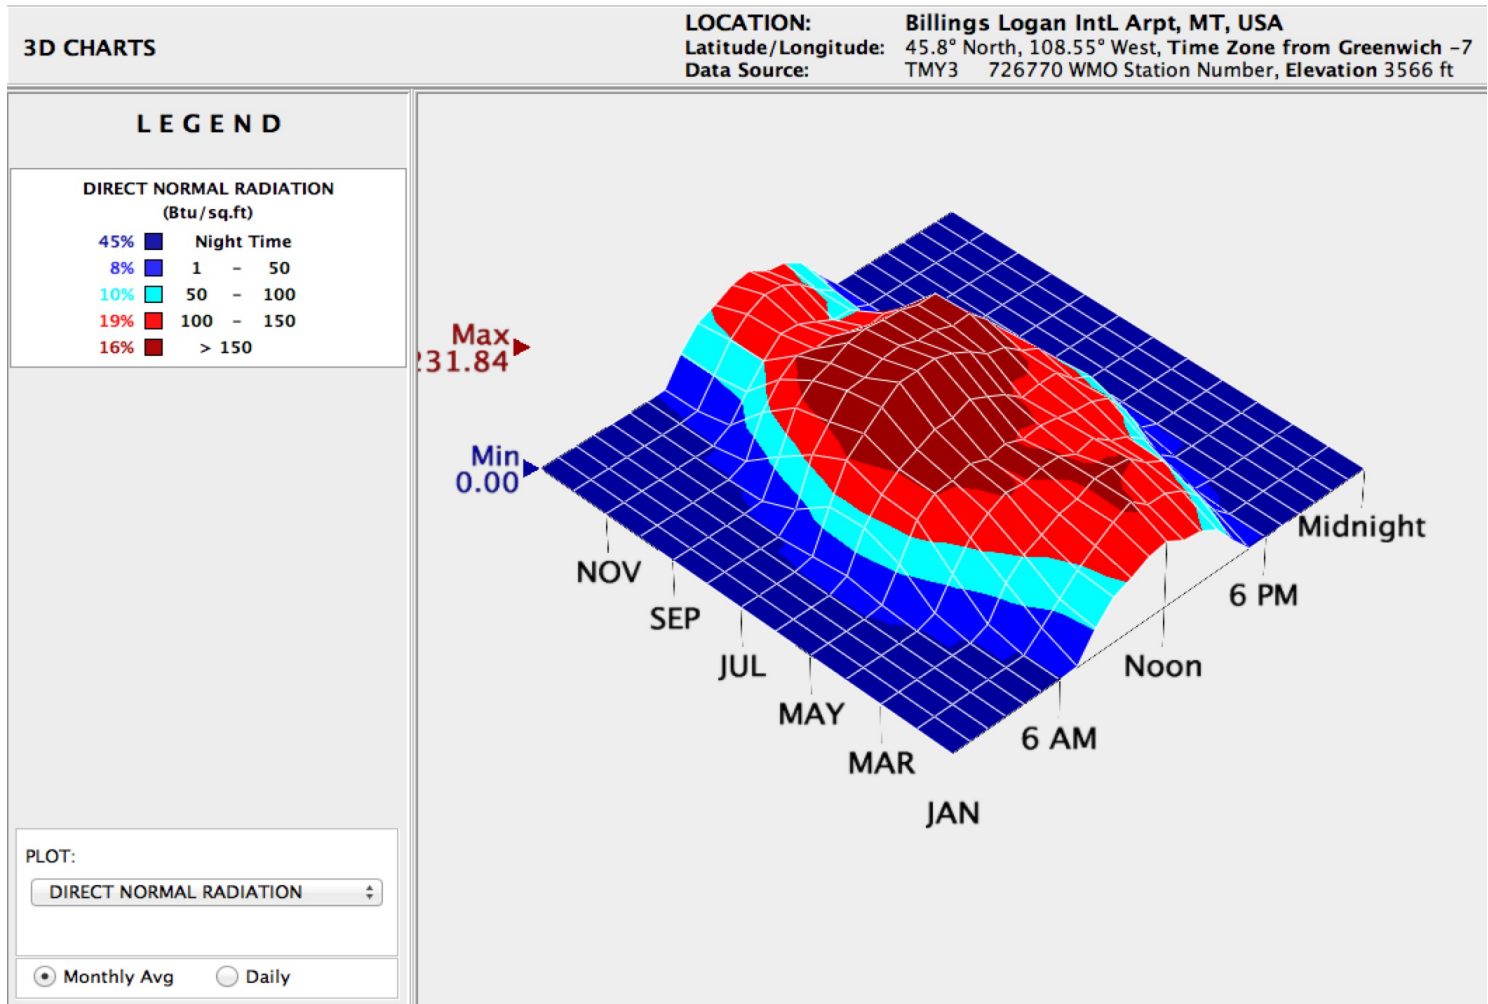 3D CHARTS
LOCATION: Billings Logan IntL Arpt, MT, USA
Latitude/Longitude: 45.8° North, 108.55° West, Time Zone from Greenwich -7
Data Source: TMY3 726770 WMO Station Number, Elevation 3566 ft
LEGEND
DIRECT NORMAL RADIATION
(Btu/sq.ft)
45% Night Time
8% 1 - 50
10% 50 - 100
19% 100 - 150
16% > 150
Max
231.84
Min
0.00
NOV
SEP
JUL
MAY
MAR
JAN
6 AM
Noon
6 PM
Midnight
PLOT:
DIRECT NORMAL RADIATION
Monthly Avg Daily